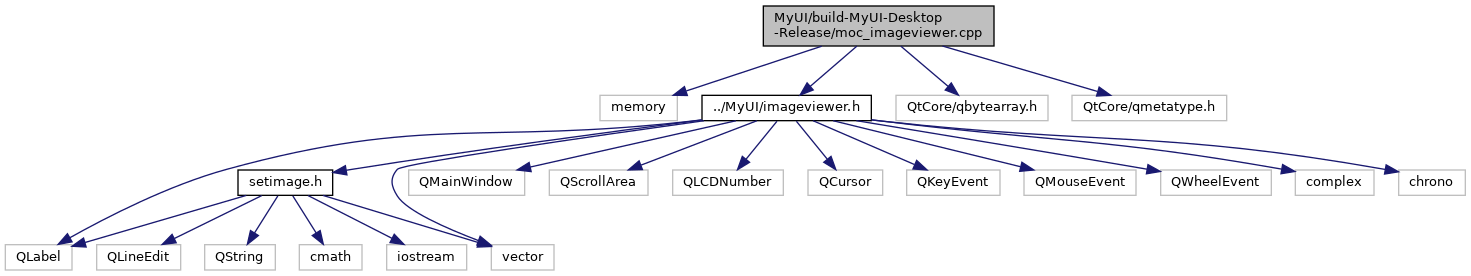 MyUI/build-MyUI-Desktop
-Release/moc_imageviewer.cpp
memory
../MyUI/imageviewer.h
QtCore/qbytearray.h
QtCore/qmetatype.h
setimage.h
QMainWindow
QScrollArea
QLCDNumber
QCursor
QKeyEvent
QMouseEvent
QWheelEvent
complex
chrono
QLabel
QLineEdit
QString
cmath
iostream
vector